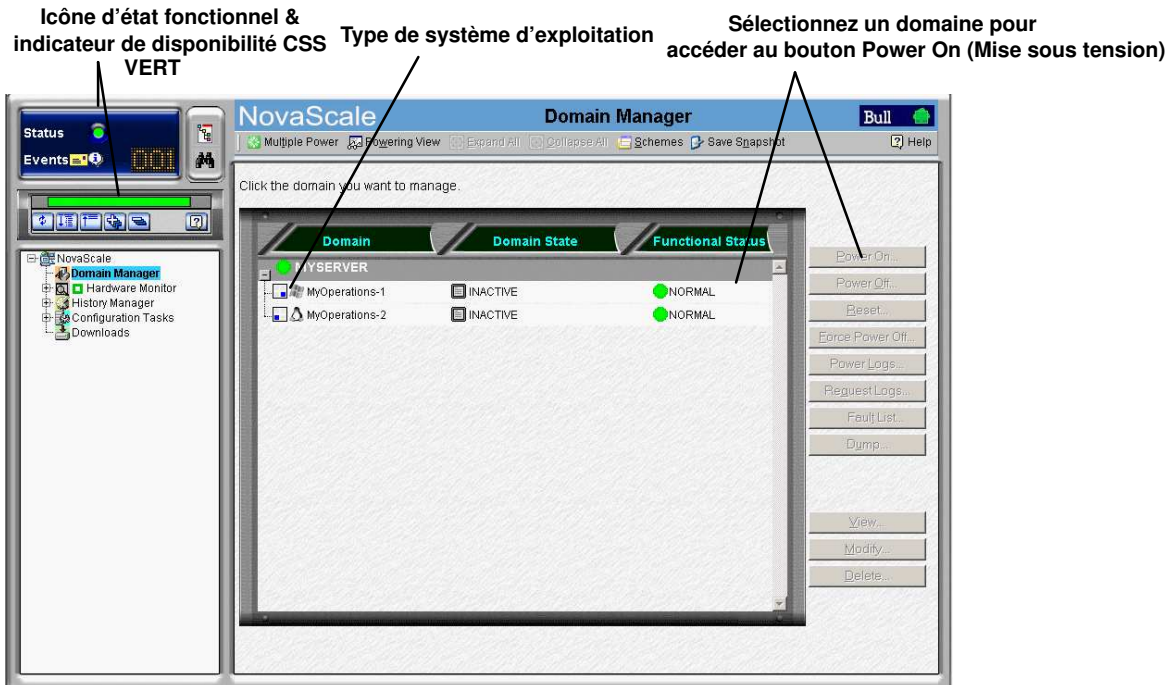 Icône d'état fonctionnel &
indicateur de disponibilité CSS
VERT
Type de système d'exploitation
Sélectionnez un domaine pour
accéder au bouton Power On (Mise sous tension)
Status
Events
001
NovaScale
Domain Manager
Bull
Multiple Power
Powering View
Expand All
Collapse All
Schemes
Save Snapshot
Help
Click the domain you want to manage.
Domain
Domain State
Functional Status
MYSERVER
MyOperations-1
INACTIVE
NORMAL
MyOperations-2
INACTIVE
NORMAL
NovaScale
Domain Manager
Hardware Monitor
History Manager
Configuration Tasks
Downloads
Power On...
Power Off...
Reset...
Force Power Off...
Power Logs...
Request Logs...
Fault List...
Dump...
View...
Modify...
Delete...